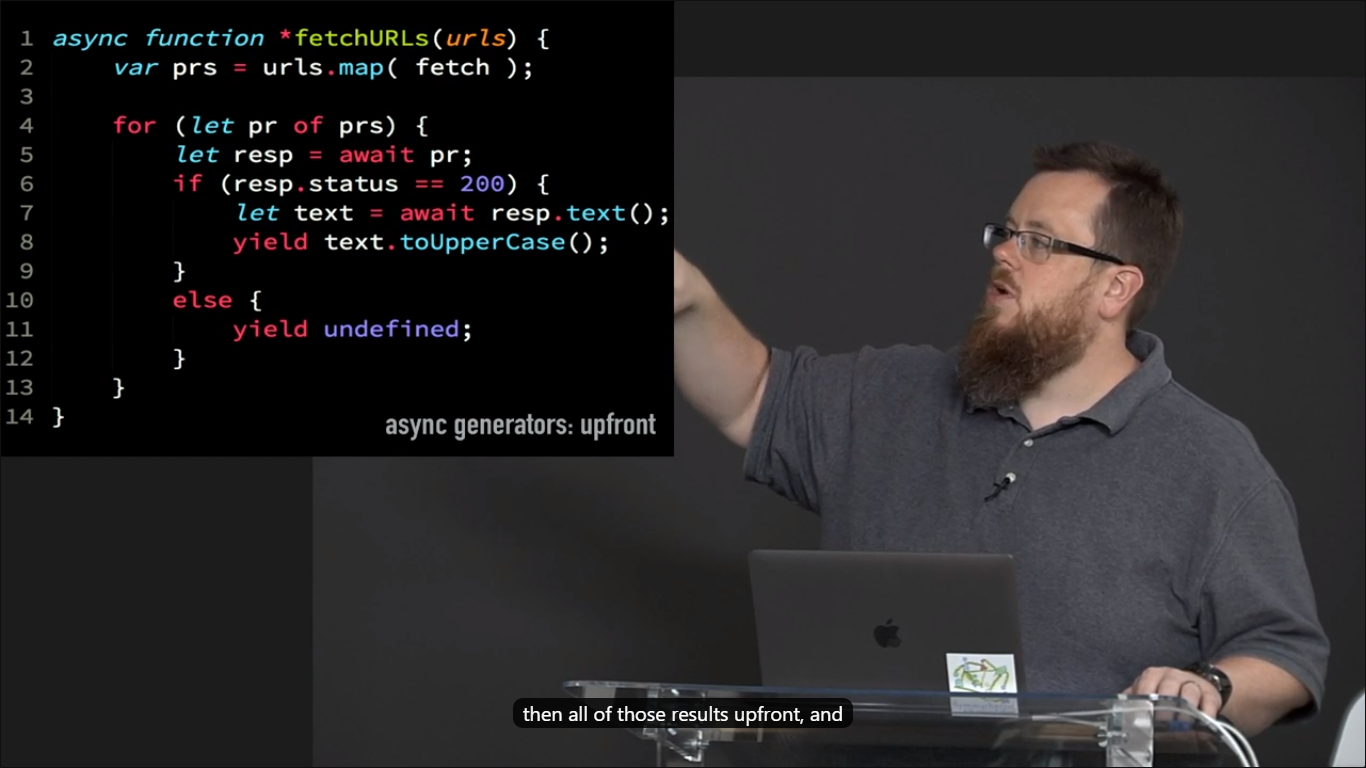 1 async function *fetchURLs(urls) {
2 var prs = urls.map( fetch );
3
4 for (let pr of prs) {
5 let resp = await pr;
6 if (resp.status == 200) {
7 let text = await resp.text();
8 yield text.toUpperCase();
9 }
10 else {
11 yield undefined;
12 }
13 }
14 }
async generators: upfront
then all of those results upfront, and